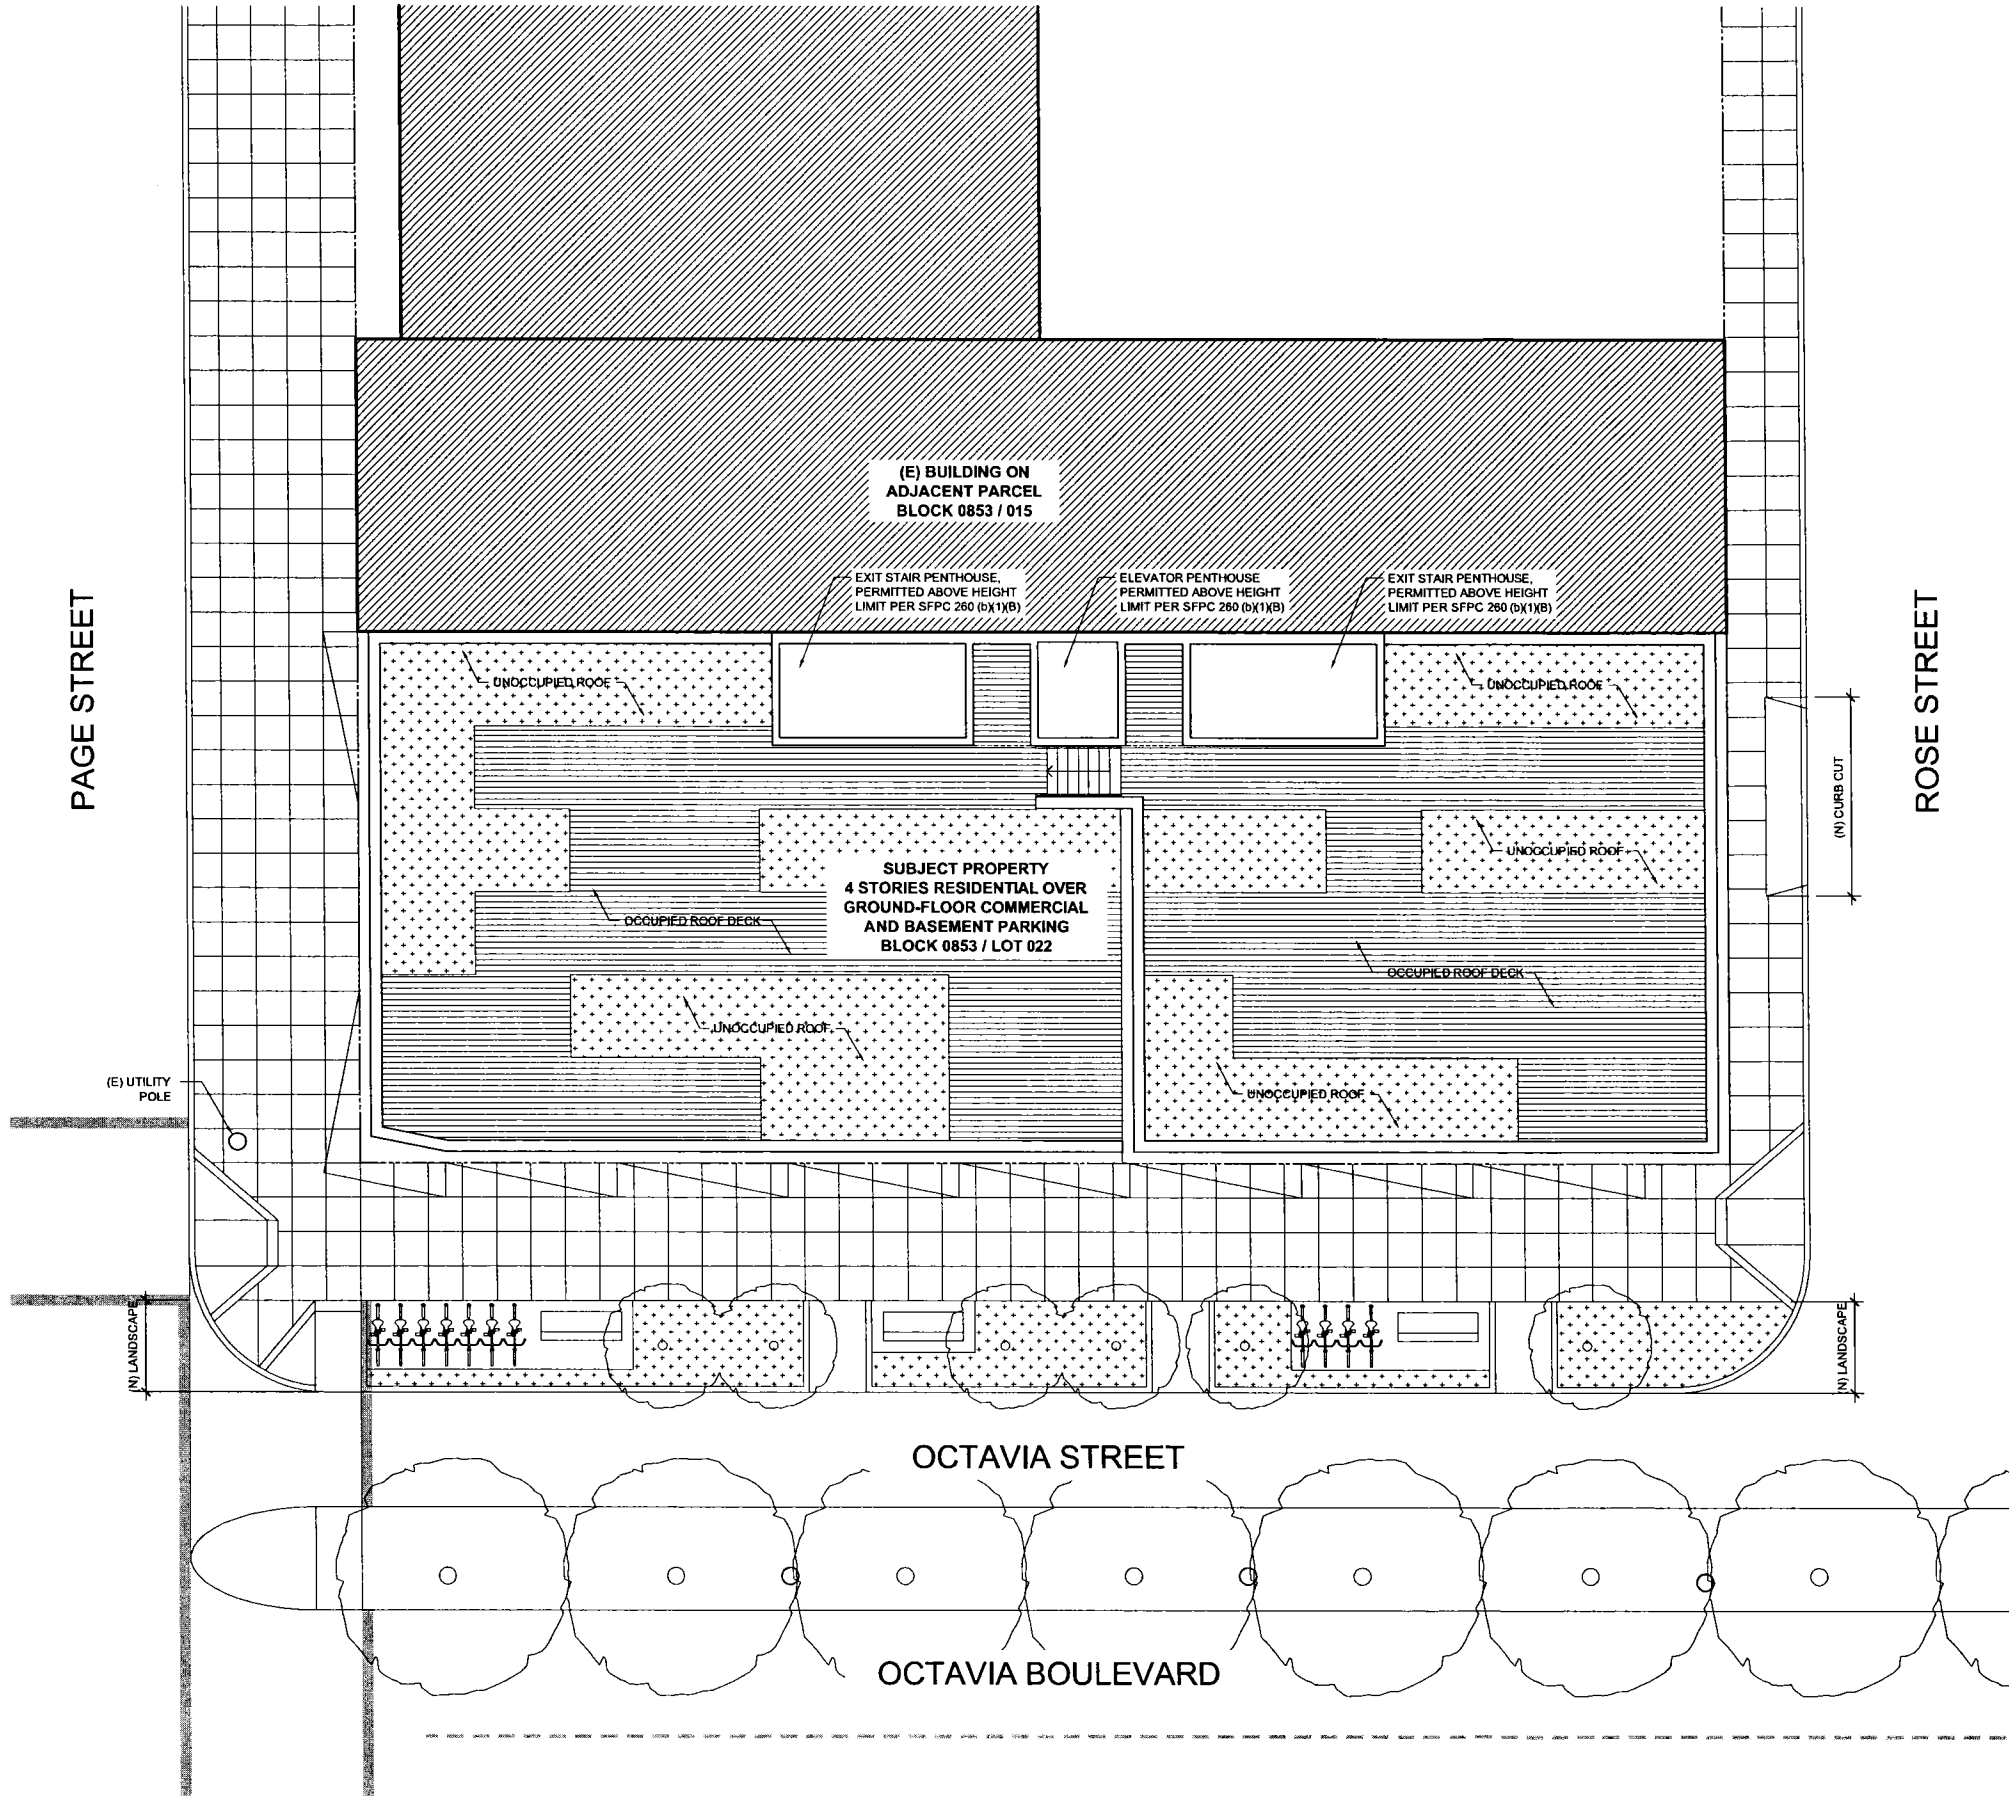 (E) BUILDING ON
ADJACENT PARCEL
BLOCK 0853 / 015
EXIT STAIR PENTHOUSE,
PERMITTED ABOVE HEIGHT
LIMIT PER SFPC 260 (b)(1)(B)
ELEVATOR PENTHOUSE
PERMITTED ABOVE HEIGHT
LIMIT PER SFPC 260 (b)(1)(B)
EXIT STAIR PENTHOUSE,
PERMITTED ABOVE HEIGHT
LIMIT PER SFPC 260 (b)(1)(B)
PAGE STREET
ROSE STREET
UNOCCUPIED ROOF
UNOCCUPIED ROOF
(N) CURB CUT
UNOCCUPIED ROOF
SUBJECT PROPERTY
4 STORIES RESIDENTIAL OVER
GROUND-FLOOR COMMERCIAL
AND BASEMENT PARKING
BLOCK 0853 / LOT 022
OCCUPIED ROOF DECK
OCCUPIED ROOF DECK
UNOCCUPIED ROOF
(E) UTILITY
POLE
UNOCCUPIED ROOF
(N) LANDSCAPE
(N) LANDSCAPE
OCTAVIA STREET
OCTAVIA BOULEVARD